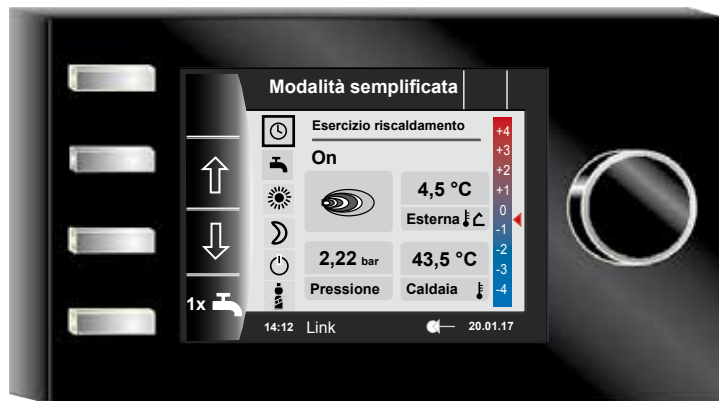 Modalità semplificata
Esercizio riscaldamento
On
4,5 °C
Esterna
2,22 bar
43,5 °C
Pressione
Caldaia
+4
+3
+2
+1
0
-1
-2
-3
-4
1x
14:12 Link 20.01.17